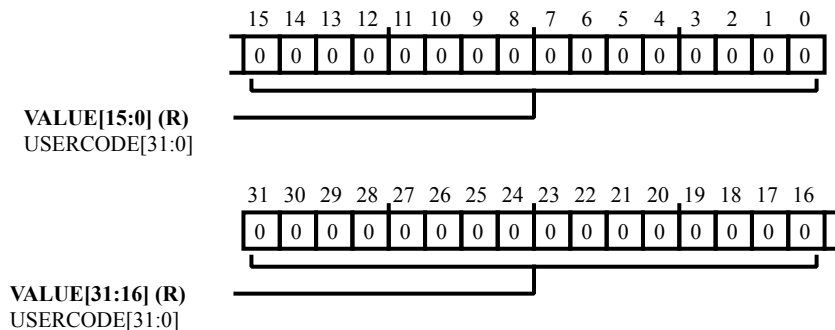 15 14 13 12 11 10 9 8 7 6 5 4 3 2 1 0
0 0 0 0 0 0 0 0 0 0 0 0 0 0 0 0
VALUE[15:0] (R)
USERCODE[31:0]
31 30 29 28 27 26 25 24 23 22 21 20 19 18 17 16
0 0 0 0 0 0 0 0 0 0 0 0 0 0 0 0
VALUE[31:16] (R)
USERCODE[31:0]